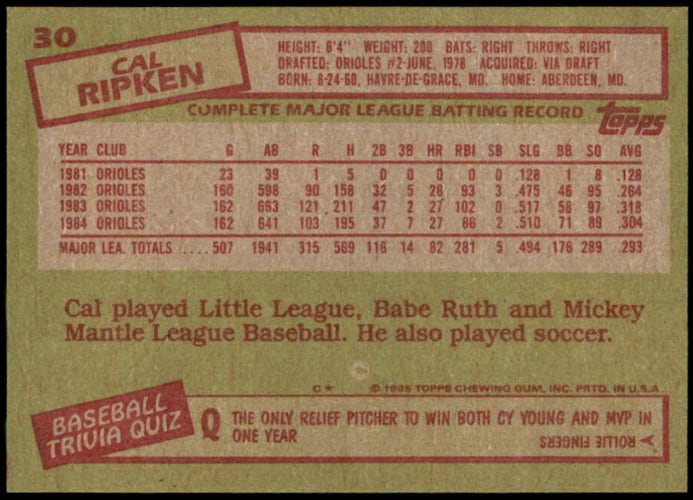 30
CAL
RIPKEN
HEIGHT: 6'4" WEIGHT: 200 BATS: RIGHT THROWS: RIGHT
DRAFTED: ORIOLES #2-JUNE, 1978 ACQUIRED: VIA DRAFT
BORN: 8-24-60, HAVRE-DE-GRACE, MD. HOME: ABERDEEN, MD.
COMPLETE MAJOR LEAGUE BATTING RECORD
Topps
YEAR CLUB G AB R H 2B 3B HR RBI SB SLG BB SO AVG
1981 ORIOLES 23 39 1 5 0 0 0 0 0 .128 1 8 .128
1982 ORIOLES 160 598 90 158 32 5 28 93 3 .475 46 95 .264
1983 ORIOLES 162 663 121 211 47 2 27 102 0 .517 58 97 .318
1984 ORIOLES 162 641 103 195 37 7 27 86 2 .510 71 89 .304
MAJOR LEA. TOTALS .... 507 1941 315 569 116 14 82 281 5 .494 176 289 .293
Cal played Little League, Babe Ruth and Mickey
Mantle League Baseball. He also played soccer.
C* © 1985 TOPPS CHEWING GUM, INC. PRTD. IN U.S.A
BASEBALL
TRIVIA QUIZ
Q THE ONLY RELIEF PITCHER TO WIN BOTH CY YOUNG AND MVP IN
ONE YEAR
A ROLLIE FINGERS